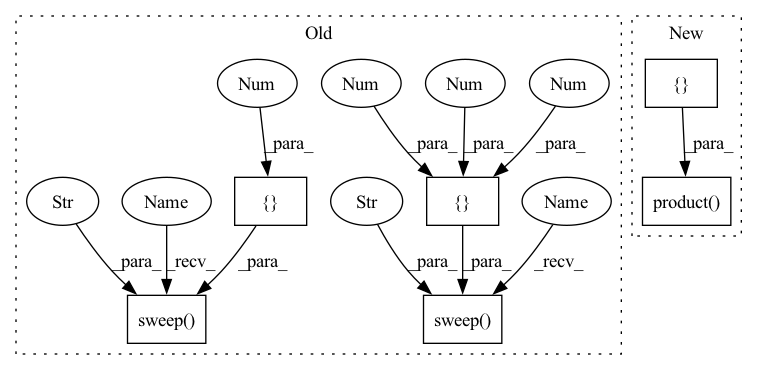 Old
New
Num
Num
Num
Num
{}
_para_
_para_
_para_
_para_
_para_
Str
Name
{}
Str
{}
Name
product()
_para_
_recv_
_para_
_para_
_para_
_recv_
sweep()
sweep()